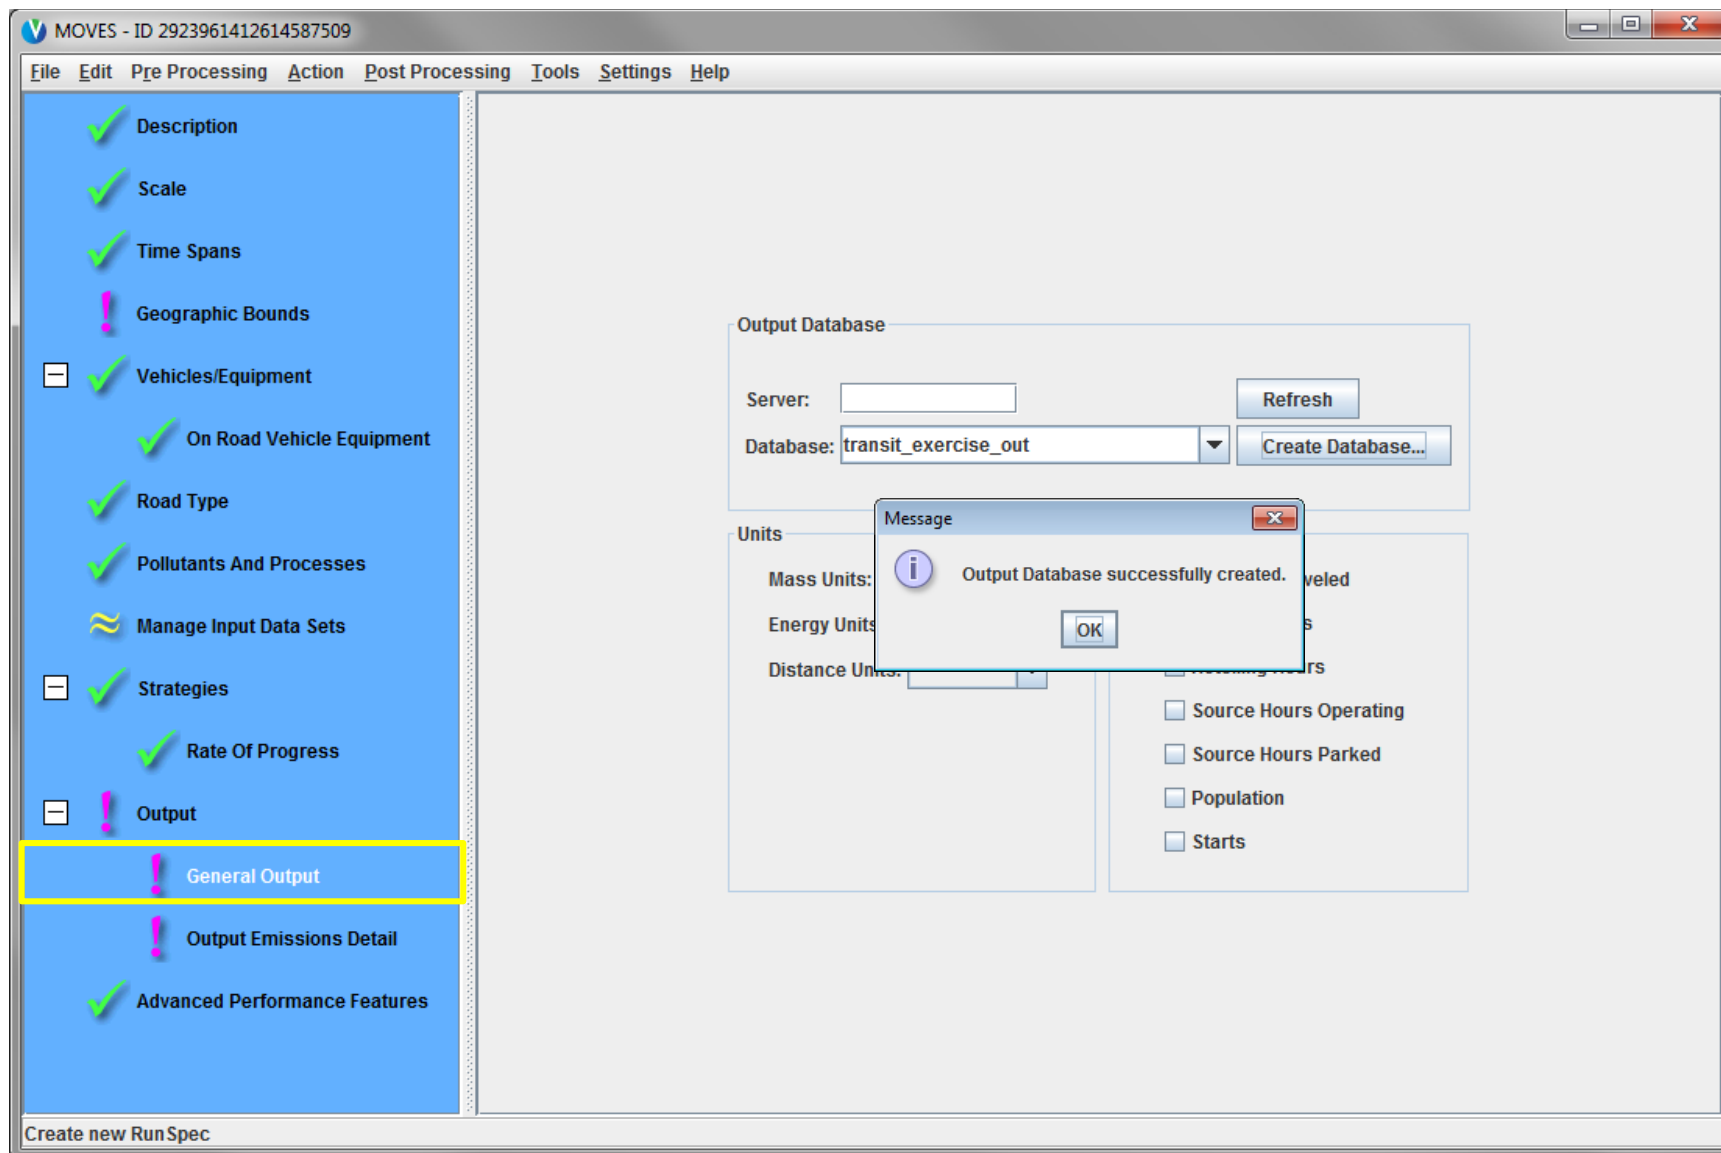 MOVES - ID 2923961412614587509
File Edit Pre Processing Action Post Processing Tools Settings Help
Description
Scale
Time Spans
Geographic Bounds
Vehicles/Equipment
On Road Vehicle Equipment
Road Type
Pollutants And Processes
Manage Input Data Sets
Strategies
Rate Of Progress
Output
General Output
Output Emissions Detail
Advanced Performance Features
Output Database
Server:
Refresh
Database: transit_exercise_out
Create Database...
Message
Output Database successfully created.
OK
Units
Mass Units:
Energy Units
Distance Units:
veled
s
Hours
Source Hours Operating
Source Hours Parked
Population
Starts
Create new RunSpec